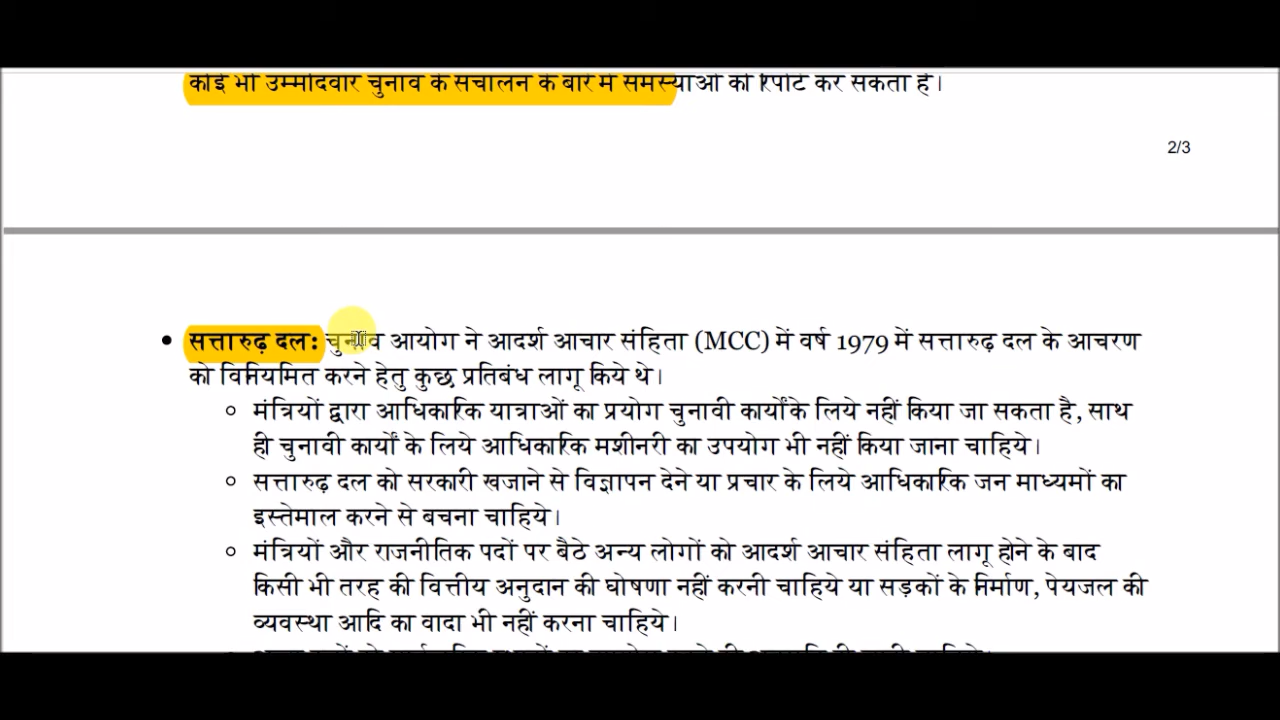 कोई भी उम्मीदवार चुनाव के संचालन के बारे में समस्याओं की रिपोर्ट कर सकता है।
2/3
• सत्तारुढ़ दल: चुनाव आयोग ने आदर्श आचार संहिता (MCC) में वर्ष 1979 में सत्तारुढ़ दल के आचरण
को विनियमित करने हेतु कुछ प्रतिबंध लागू किये थे।
○ मंत्रियों द्वारा आधिकारिक यात्राओं का प्रयोग चुनावी कार्योंके लिये नहीं किया जा सकता है, साथ
ही चुनावी कार्यों के लिये आधिकारिक मशीनरी का उपयोग भी नहीं किया जाना चाहिये।
○ सत्तारुढ़ दल को सरकारी खजाने से विज्ञापन देने या प्रचार के लिये आधिकारिक जन माध्यमों का
इस्तेमाल करने से बचना चाहिये।
○ मंत्रियों और राजनीतिक पदों पर बैठे अन्य लोगों को आदर्श आचार संहिता लागू होने के बाद
किसी भी तरह की वित्तीय अनुदान की घोषणा नहीं करनी चाहिये या सड़कों के निर्माण, पेयजल की
व्यवस्था आदि का वादा भी नहीं करना चाहिये।